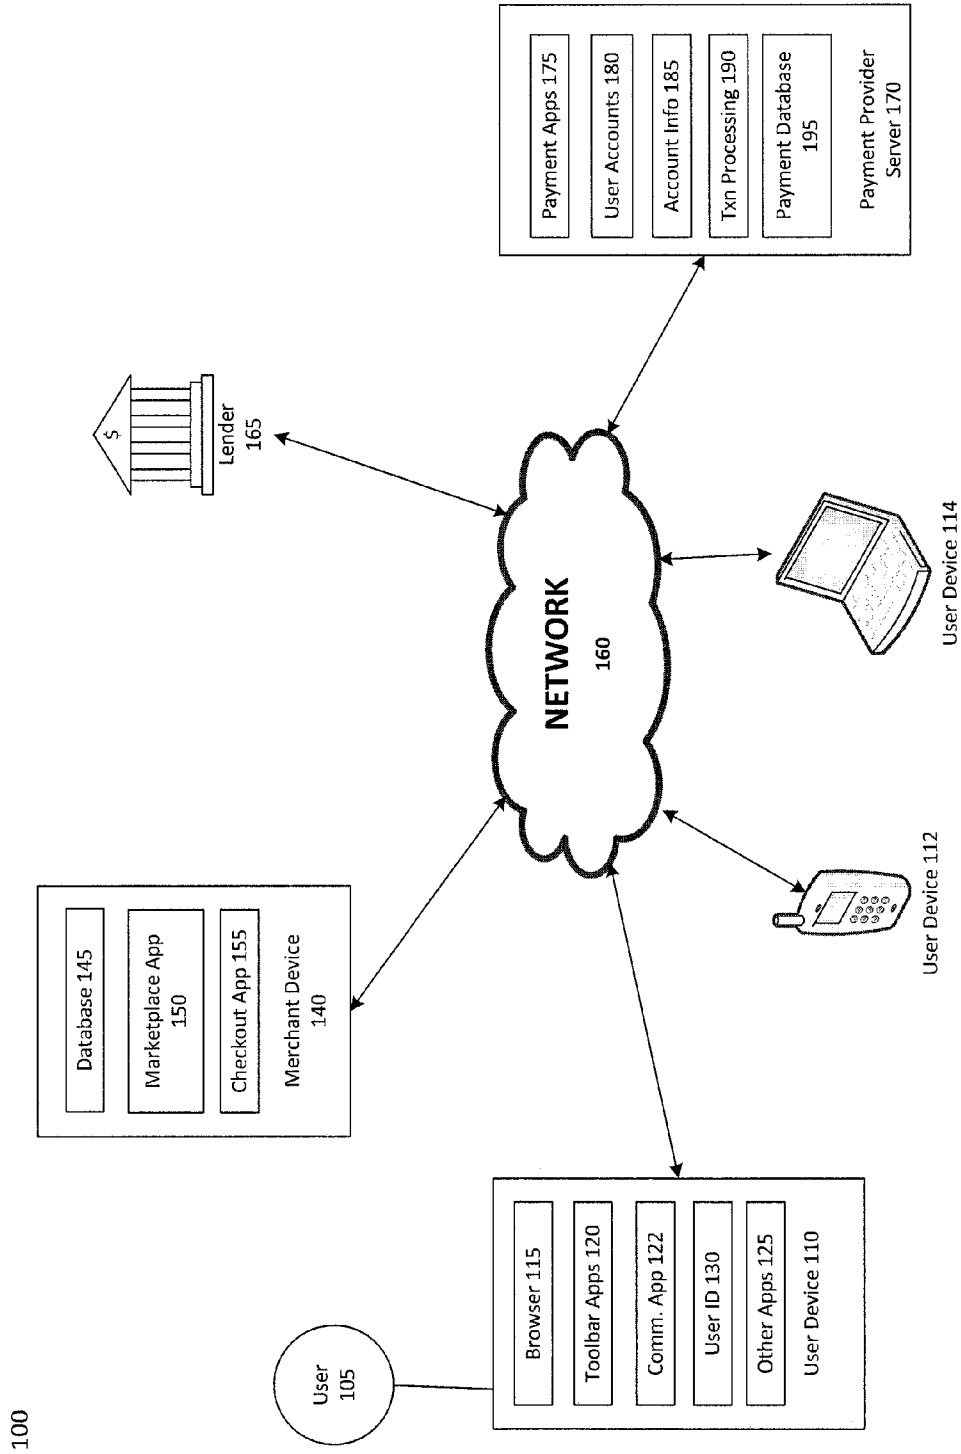 100
User
105
Browser 115
Toolbar Apps 120
Comm. App 122
User ID 130
Other Apps 125
User Device 110
Database 145
Marketplace App
150
Checkout App 155
Merchant Device
140
NETWORK
160
User Device 112
User Device 114
$
Lender
165
Payment Apps 175
User Accounts 180
Account Info 185
Txn Processing 190
Payment Database
195
Payment Provider
Server 170